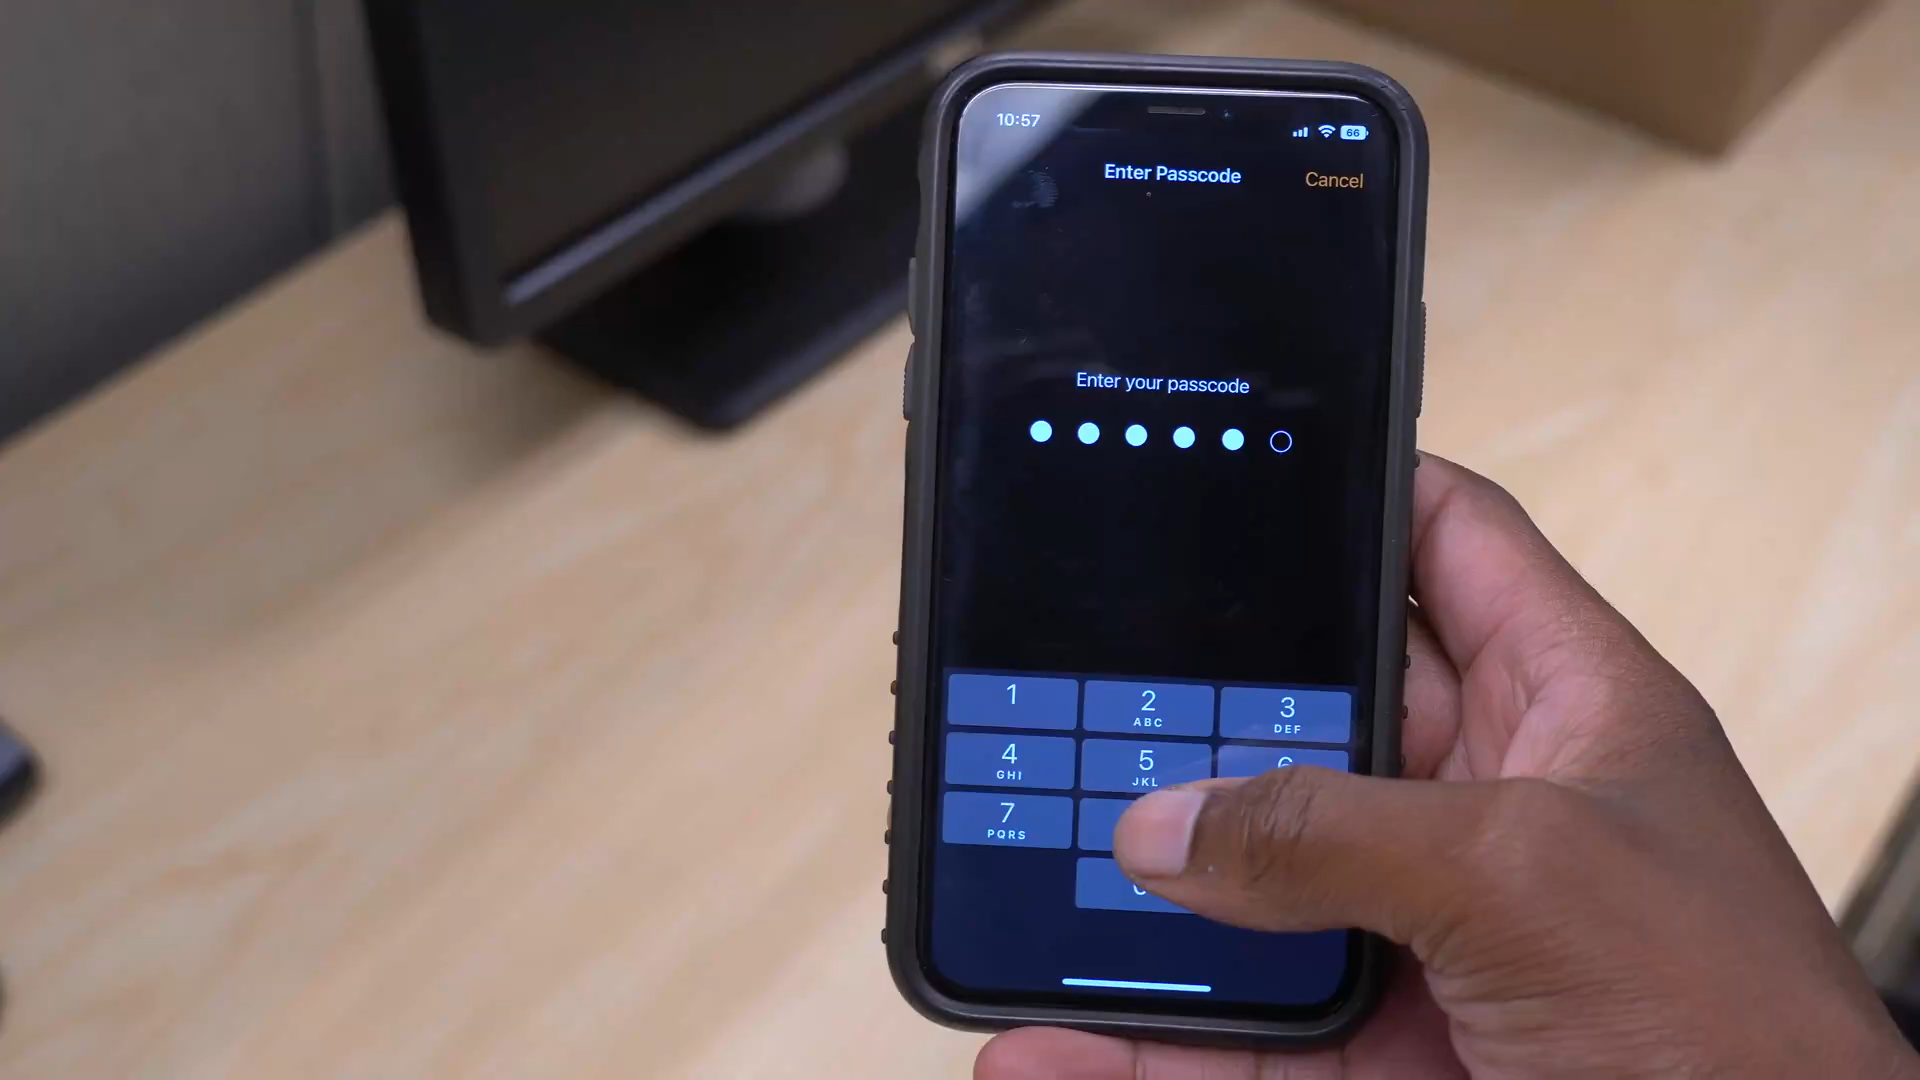 10:57
66
Enter Passcode
Cancel
Enter your passcode
1
2
ABC
3
DEF
4
GHI
5
JKL
7
PQRS